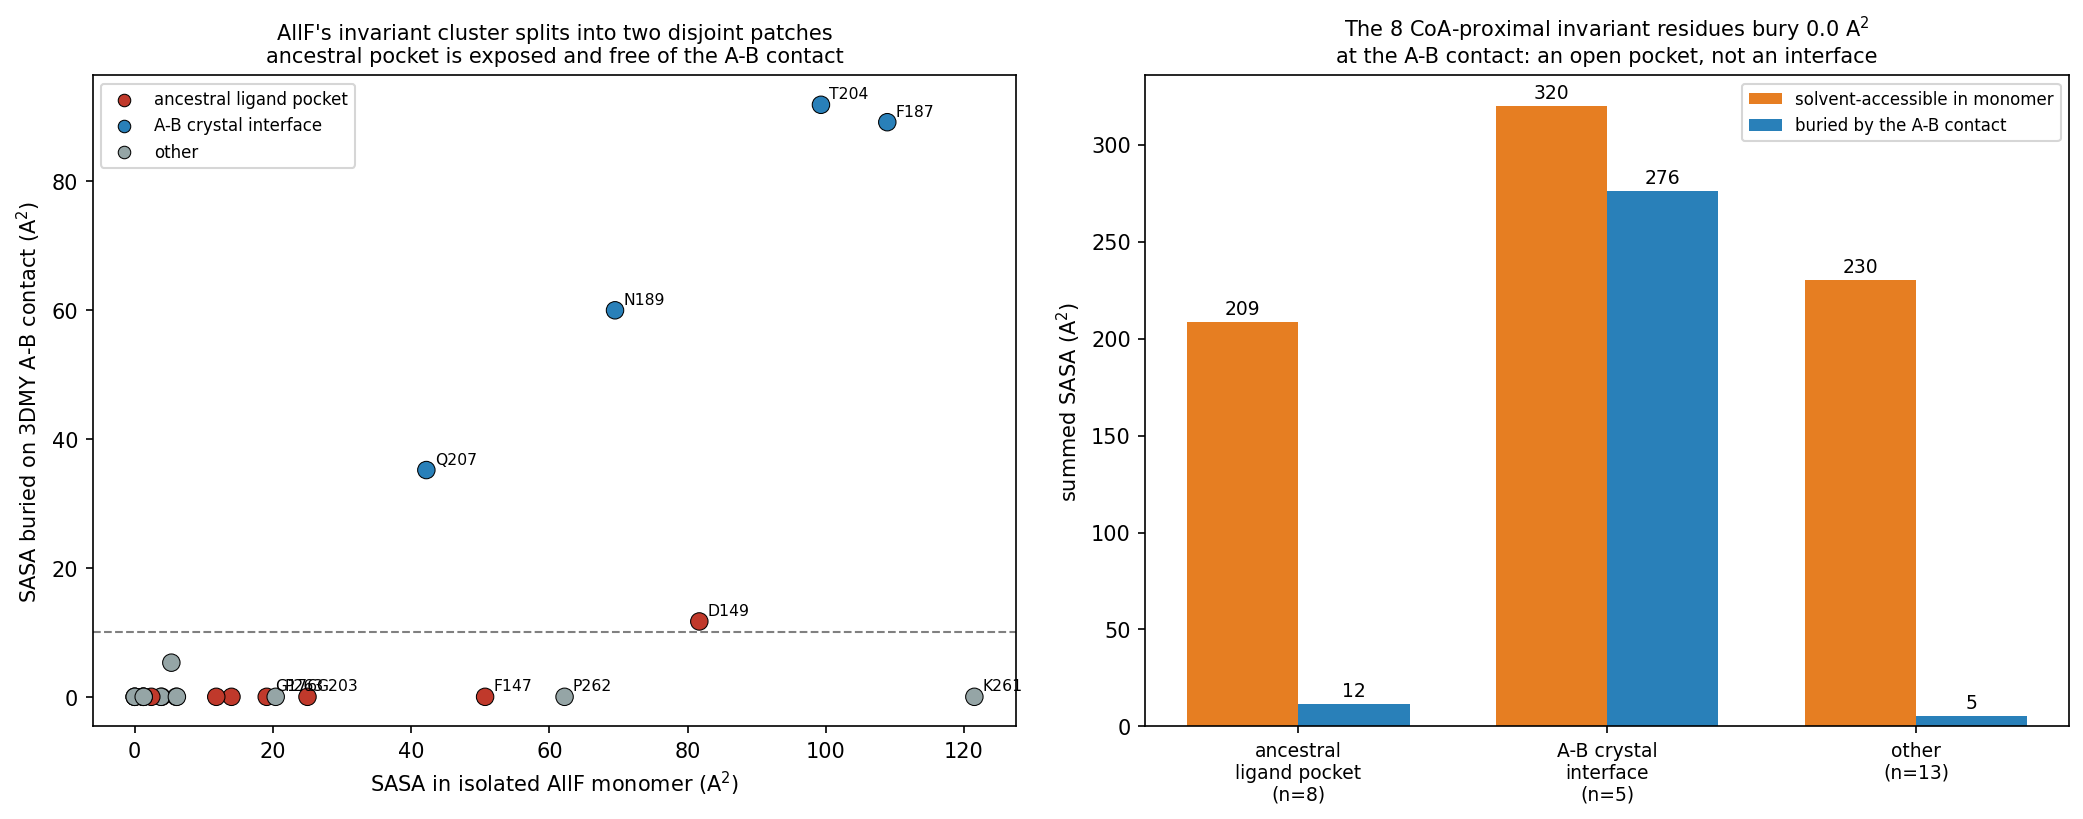 AllF's invariant cluster splits into two disjoint patches
ancestral pocket is exposed and free of the A-B contact
ancestral ligand pocket
A-B crystal interface
other
T204
F187
N189
Q207
D149
G203
F147
P262
K261
80
60
40
20
0
SASA buried on 3DMY A-B contact (A²)
0 20 40 60 80 100 120
SASA in isolated AllF monomer (A²)
The 8 CoA-proximal invariant residues bury 0.0 A²
at the A-B contact: an open pocket, not an interface
solvent-accessible in monomer
buried by the A-B contact
320
276
209
230
12
5
300
250
200
150
100
50
0
summed SASA (A²)
ancestral
ligand pocket
(n=8)
A-B crystal
interface
(n=5)
other
(n=13)